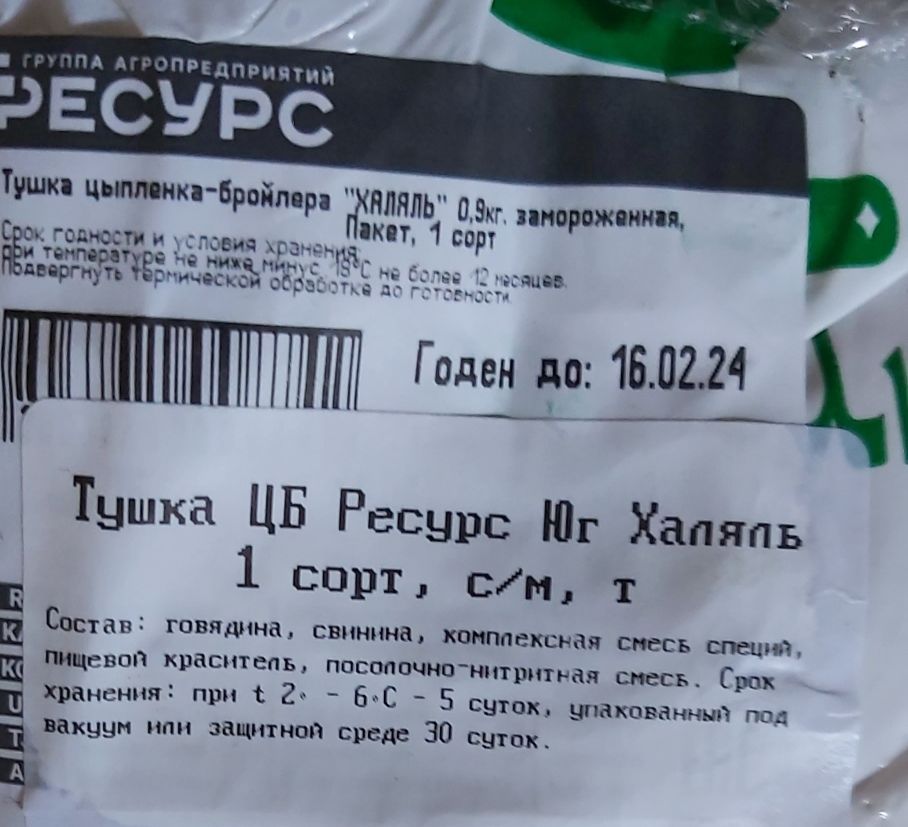 ГРУППА АГРОПРЕДПРИЯТИЙ
РЕСУРС
Тушка цыпленка-бройлера "ХАЛЯЛЬ" 0,9кг. замороженная,
Пакет, 1 сорт
Срок годности и условия хранения:
при температуре не ниже минус 18°С не более 12 месяцев.
Подвергнуть термической обработке до готовности.
Годен до: 16.02.24
Тушка ЦБ Ресурс Юг Халяль
1 сорт, с/м, т
Состав: говядина, свинина, комплексная смесь специй,
пищевой краситель, посолочно-нитритная смесь. Срок
хранения: при t 2° - 6°С - 5 суток, упакованный под
вакуум или защитной среде 30 суток.
R
K
K
U
T
A